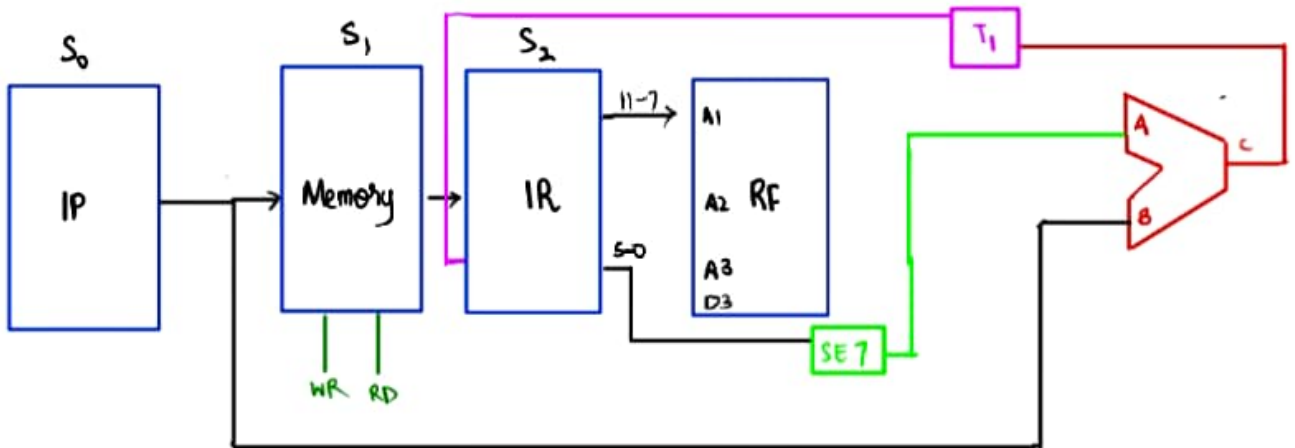 S0
S1
S2
T1
IP
Memory
IR
11-7
A1
A2
RF
A3
D3
5-0
SE7
A
B
C
WR
RD